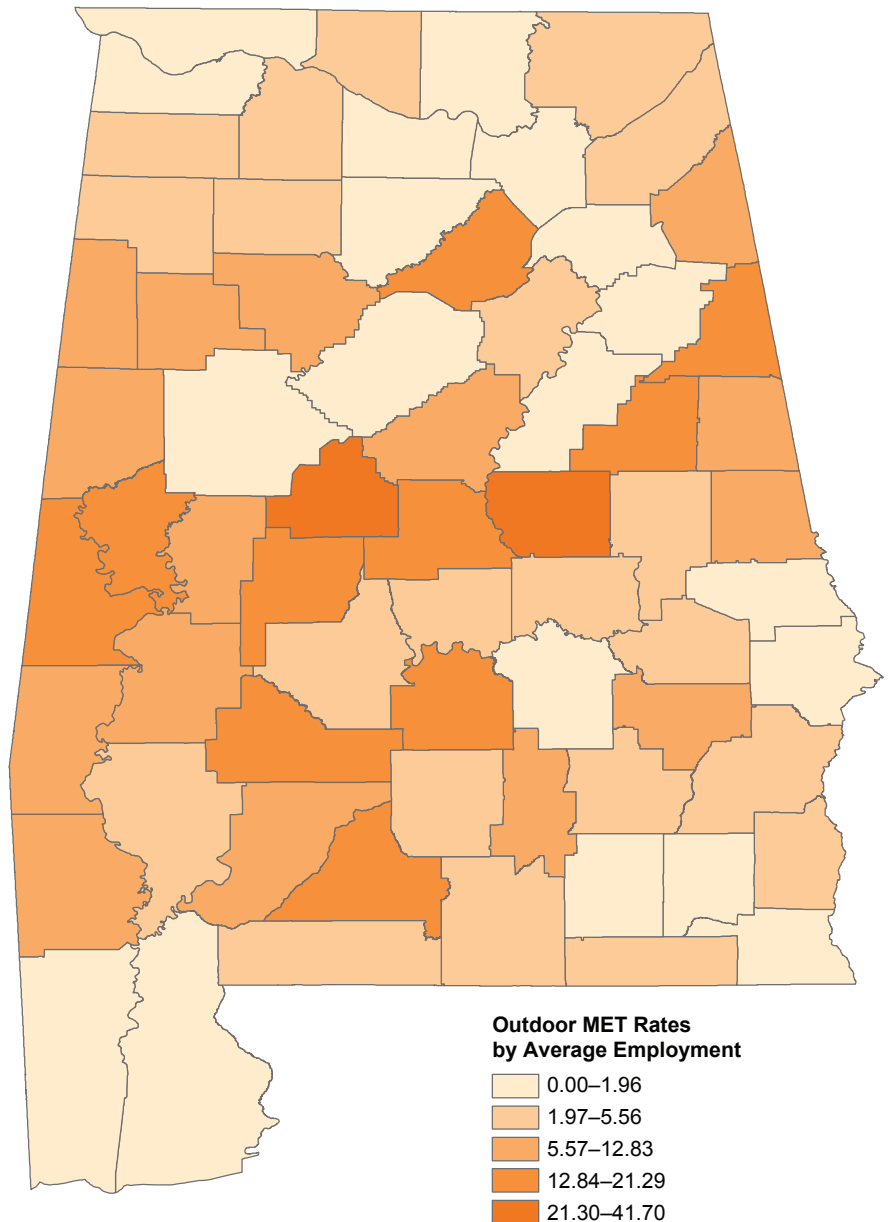 Outdoor MET Rates
by Average Employment
0.00–1.96
1.97–5.56
5.57–12.83
12.84–21.29
21.30–41.70